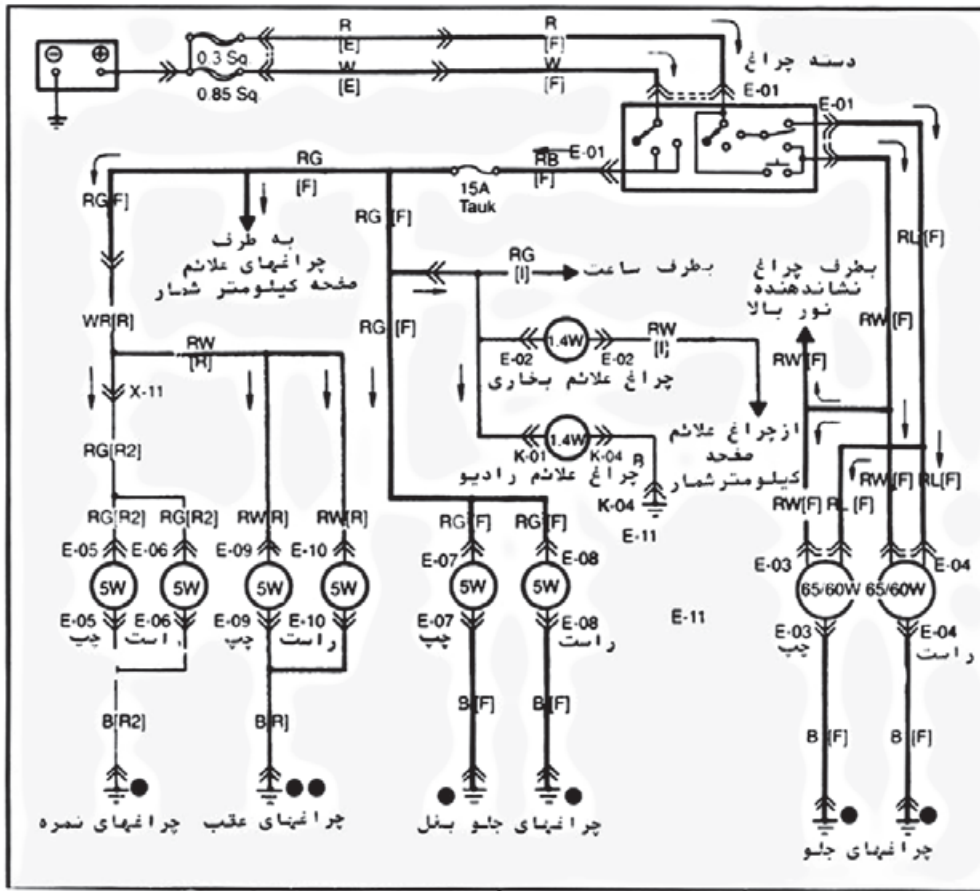 R
[E]
R
[F]
0.3 Sq
W
[E]
W
[F]
0.85 Sq.
دسته چراغ
E-01
E-01
E-01
RB
[F]
RG
[F]
15A
Tauk
RG[F]
RG [F]
به طرف
چراغهای علائم
صفحه کیلومتر شمار
RG
[I]
بطرف ساعت
RL[F]
بطرف چراغ
نشاندهنده
نور بالا
WR[R]
RW
[R]
RG [F]
RW [F]
RW [F]
E-02
1.4W
E-02
RW
[I]
چراغ علائم بخاری
X-11
RG[R2]
K-01
1.4W
K-04
B
چراغ علائم رادیو
K-04
E-11
ازچراغ علائم
صفحه
کیلومترشمار
RW[F]
RL[F]
RW[F]
RL[F]
RG[R2]
RG[R2]
RW[R]
RW[R]
RG [F]
RG [F]
E-05
E-06
E-09
E-10
E-07
E-08
E-03
E-04
5W
5W
5W
5W
5W
5W
65/60W
65/60W
E-05
چپ
E-06
راست
E-09
چپ
E-10
راست
E-07
چپ
E-08
راست
E-11
E-03
چپ
E-04
راست
B[R2]
B[R]
B [F]
B [F]
B [F]
B [F]
چراغهای نمره
چراغهای عقب
چراغهای جلو بغل
چراغهای جلو